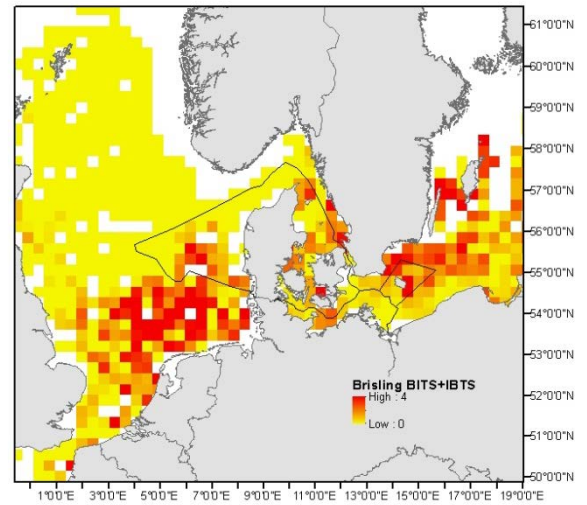 61°0'0"N
60°0'0"N
59°0'0"N
58°0'0"N
57°0'0"N
56°0'0"N
55°0'0"N
54°0'0"N
53°0'0"N
52°0'0"N
51°0'0"N
50°0'0"N
Brisling BITS+IBTS
High : 4
Low : 0
1°0'0"E 3°0'0"E 5°0'0"E 7°0'0"E 9°0'0"E 11°0'0"E 13°0'0"E 15°0'0"E 17°0'0"E 19°0'0"E